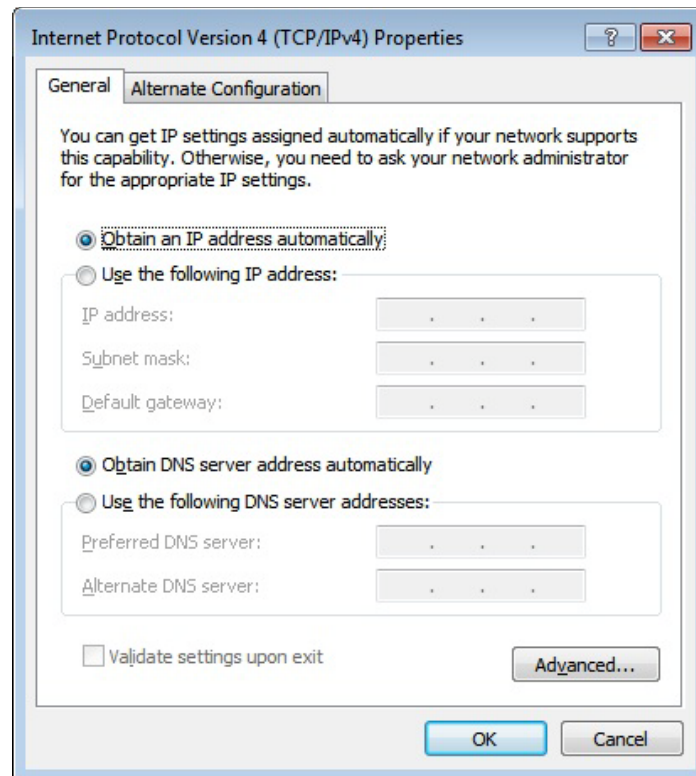 Internet Protocol Version 4 (TCP/IPv4) Properties
General
Alternate Configuration
You can get IP settings assigned automatically if your network supports
this capability. Otherwise, you need to ask your network administrator
for the appropriate IP settings.
Obtain an IP address automatically
Use the following IP address:
IP address:
Subnet mask:
Default gateway:
Obtain DNS server address automatically
Use the following DNS server addresses:
Preferred DNS server:
Alternate DNS server:
Validate settings upon exit
Advanced...
OK
Cancel